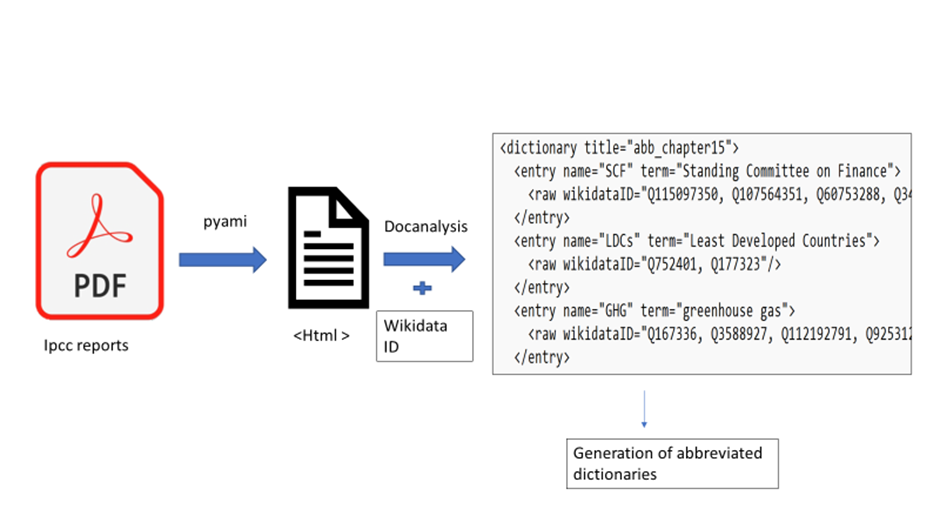 PDF
Ipcc reports
pyami
<Html >
Docanalysis
Wikidata
ID
<dictionary title="abb_chapter15">
<entry name="SCF" term="Standing Committee on Finance">
<raw wikidataID="Q115097350, Q107564351, Q60753288, Q34
</entry>
<entry name="LDCs" term="Least Developed Countries">
<raw wikidataID="Q752401, Q177323"/>
</entry>
<entry name="GHG" term="greenhouse gas">
<raw wikidataID="Q167336, Q3588927, Q112192791, Q925312
</entry>
Generation of abbreviated
dictionaries